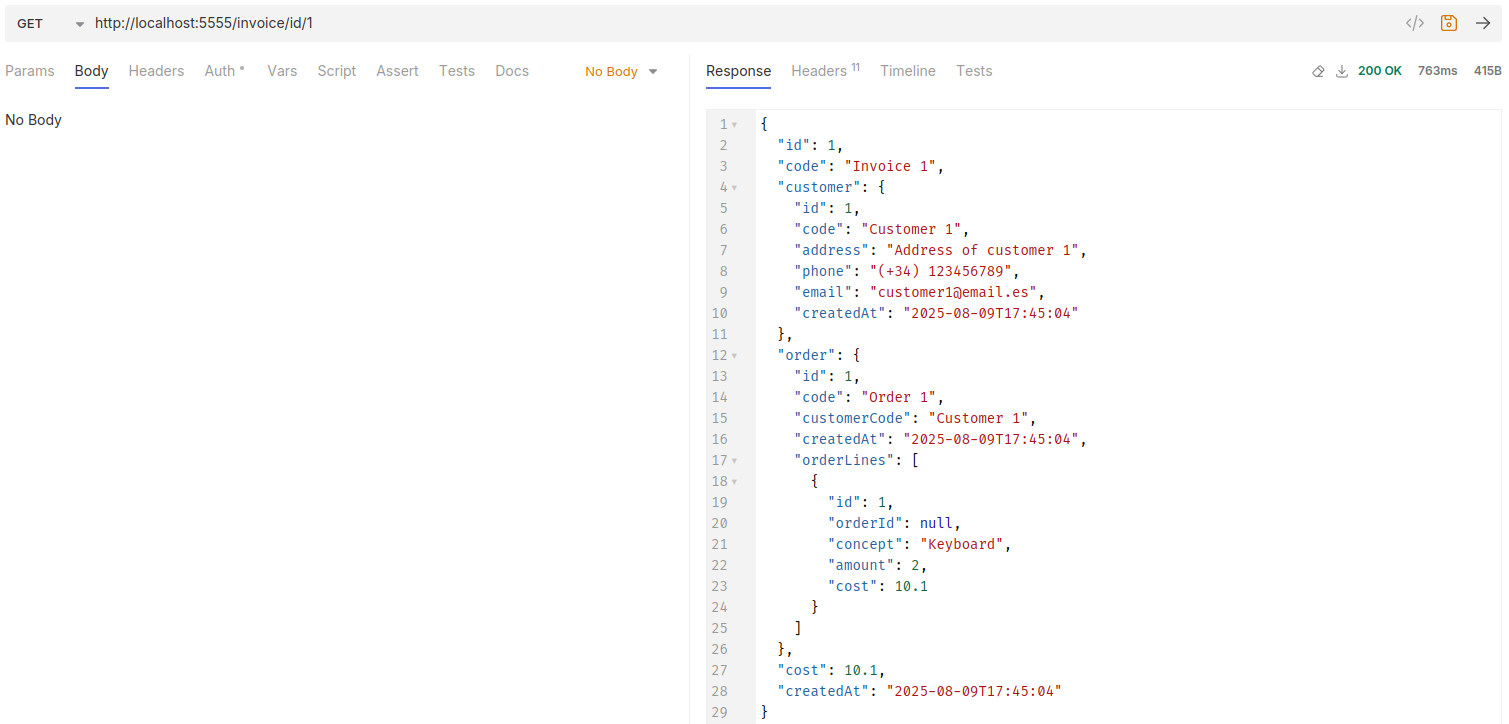 GET http://localhost:5555/invoice/id/1 </>
Params Body Headers Auth * Vars Script Assert Tests Docs No Body
No Body
Response Headers 11 Timeline Tests 200 OK 763ms 415B
1 {
2   "id": 1,
3   "code": "Invoice 1",
4   "customer": {
5     "id": 1,
6     "code": "Customer 1",
7     "address": "Address of customer 1",
8     "phone": "(+34) 123456789",
9     "email": "customer1@email.es",
10     "createdAt": "2025-08-09T17:45:04"
11   },
12   "order": {
13     "id": 1,
14     "code": "Order 1",
15     "customerCode": "Customer 1",
16     "createdAt": "2025-08-09T17:45:04",
17     "orderLines": [
18       {
19         "id": 1,
20         "orderId": null,
21         "concept": "Keyboard",
22         "amount": 2,
23         "cost": 10.1
24       }
25     ]
26   },
27   "cost": 10.1,
28   "createdAt": "2025-08-09T17:45:04"
29 }